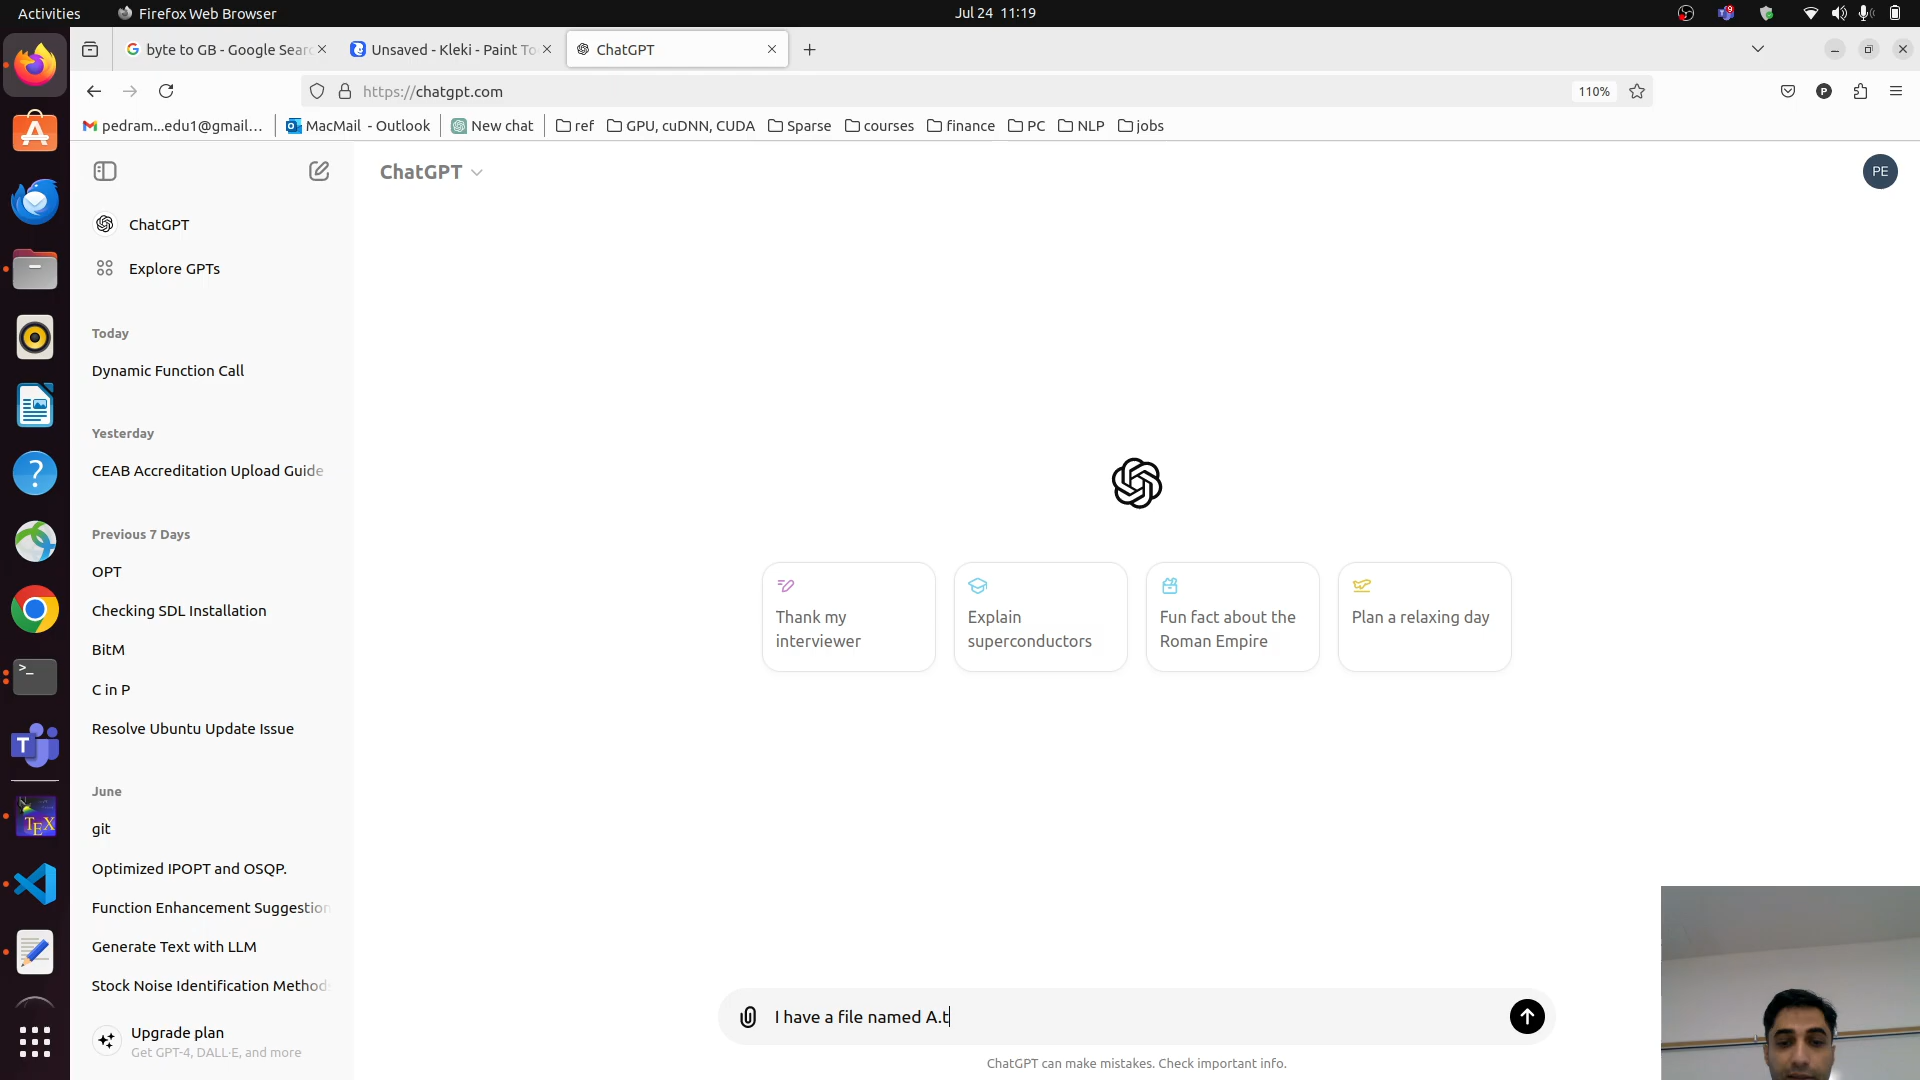 Activities
Firefox Web Browser
Jul 24 11:19
9
byte to GB - Google Searc
Unsaved - Kleki - Paint To
ChatGPT
https://chatgpt.com
110%
P
pedram...edu1@gmail...
MacMail - Outlook
New chat
ref
GPU, cuDNN, CUDA
Sparse
courses
finance
PC
NLP
jobs
ChatGPT
PE
ChatGPT
Explore GPTs
Today
Dynamic Function Call
Yesterday
CEAB Accreditation Upload Guide
Previous 7 Days
OPT
Checking SDL Installation
BitM
C in P
Resolve Ubuntu Update Issue
June
git
Optimized IPOPT and OSQP.
Function Enhancement Suggestion
Generate Text with LLM
Stock Noise Identification Methods
Upgrade plan
Get GPT-4, DALL·E, and more
Thank my
interviewer
Explain
superconductors
Fun fact about the
Roman Empire
Plan a relaxing day
I have a file named A.t
ChatGPT can make mistakes. Check important info.
A
?
>_
T
N
TEX